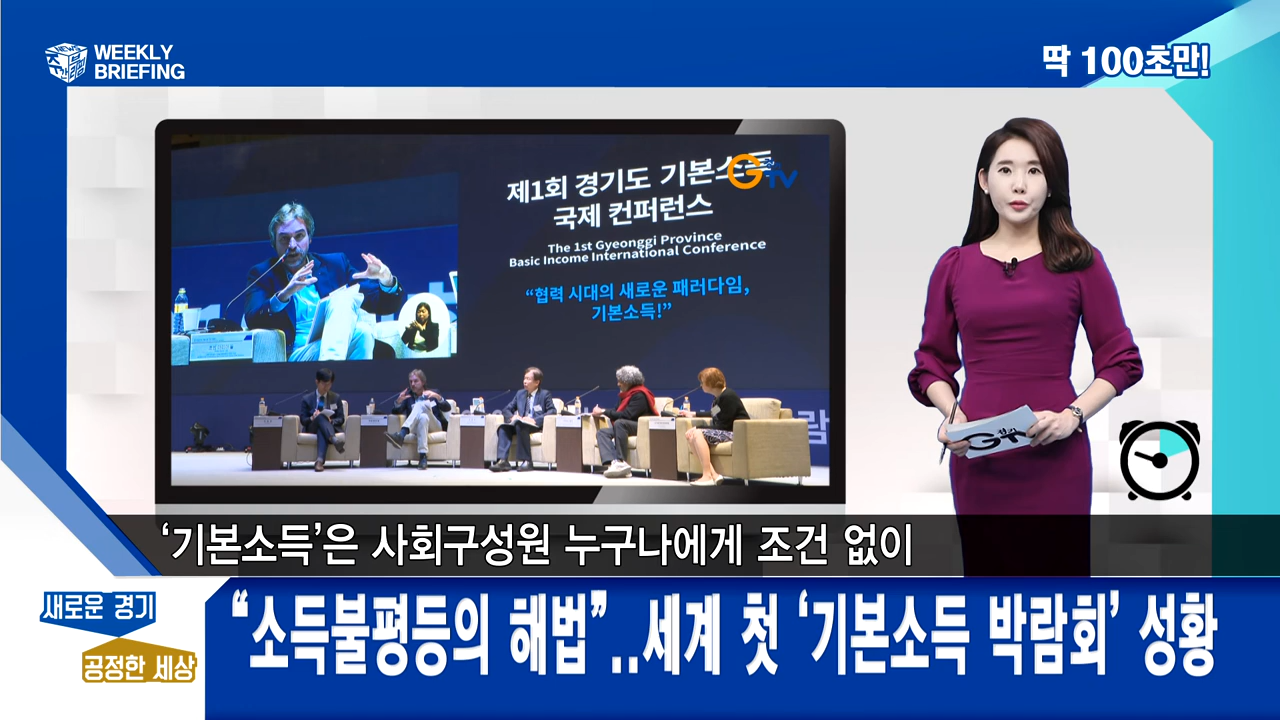 WEEKLY
BRIEFING
딱 100초만!
제1회 경기도 기본소득
국제 컨퍼런스
The 1st Gyeonggi Province
Basic Income International Conference
“협력 시대의 새로운 패러다임,
기본소득!”
GTV
람
‘기본소득’은 사회구성원 누구나에게 조건 없이
새로운 경기
공정한 세상
“소득불평등의 해법”..세계 첫 ‘기본소득 박람회’ 성황